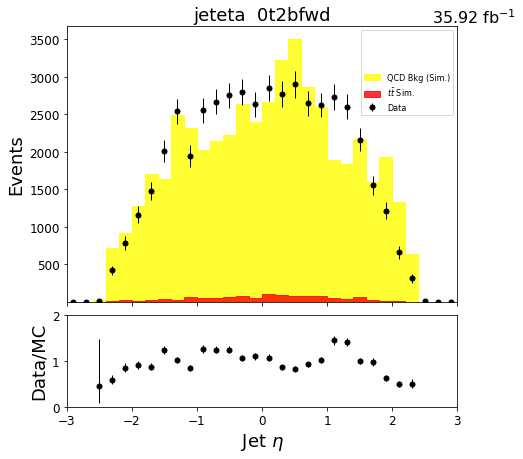 jeteta 0t2bfwd
35.92 fb⁻¹
QCD Bkg (Sim.)
tt̄ Sim.
Data
Events
3500
3000
2500
2000
1500
1000
500
Data/MC
2
1
0
−3 −2 −1 0 1 2 3
Jet η